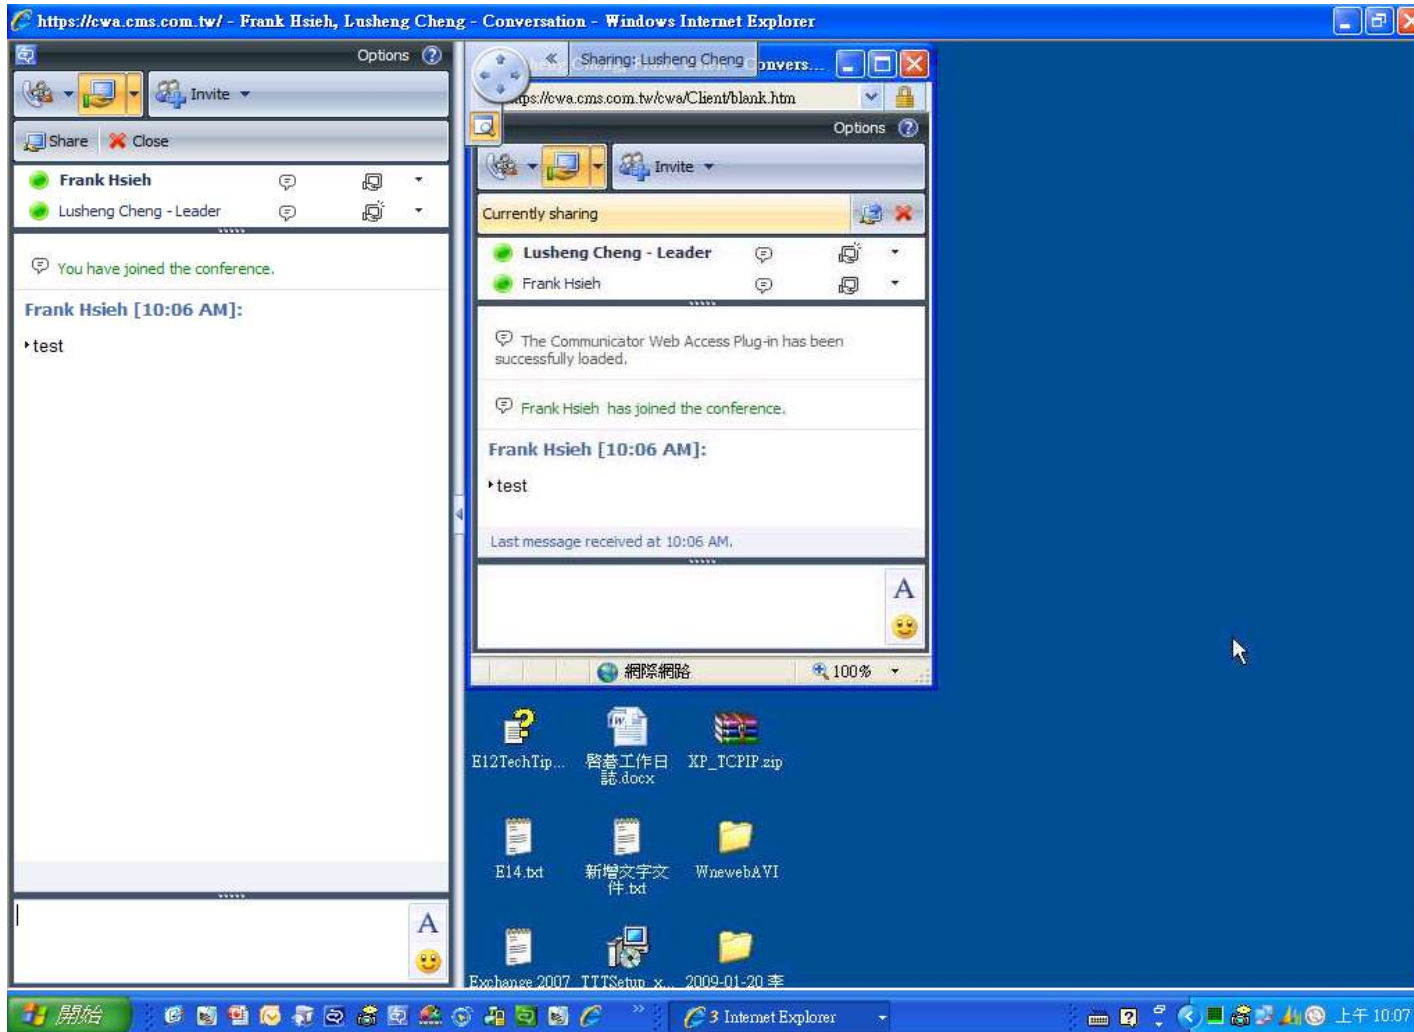 https://cwa.cms.com.tw/ - Frank Hsieh, Lusheng Cheng - Conversation - Windows Internet Explorer
Options
Invite
Share Close
Frank Hsieh
Lusheng Cheng - Leader
You have joined the conference.
Frank Hsieh [10:06 AM]:
test
A
Sharing: Lusheng Cheng
Convers...
https://cwa.cms.com.tw/cwa/Client/blank.htm
Options
Invite
Currently sharing
Lusheng Cheng - Leader
Frank Hsieh
The Communicator Web Access Plug-in has been
successfully loaded.
Frank Hsieh has joined the conference.
Frank Hsieh [10:06 AM]:
test
Last message received at 10:06 AM.
A
網際網路 100%
E12TechTip...
啓碁工作日
誌.docx
XP_TCPIP.zip
E14.txt
新增文字文
件.txt
WnewebAVI
Exchange 2007
TTTSetup_x...
2009-01-20 李
開始
3 Internet Explorer
上午 10:07